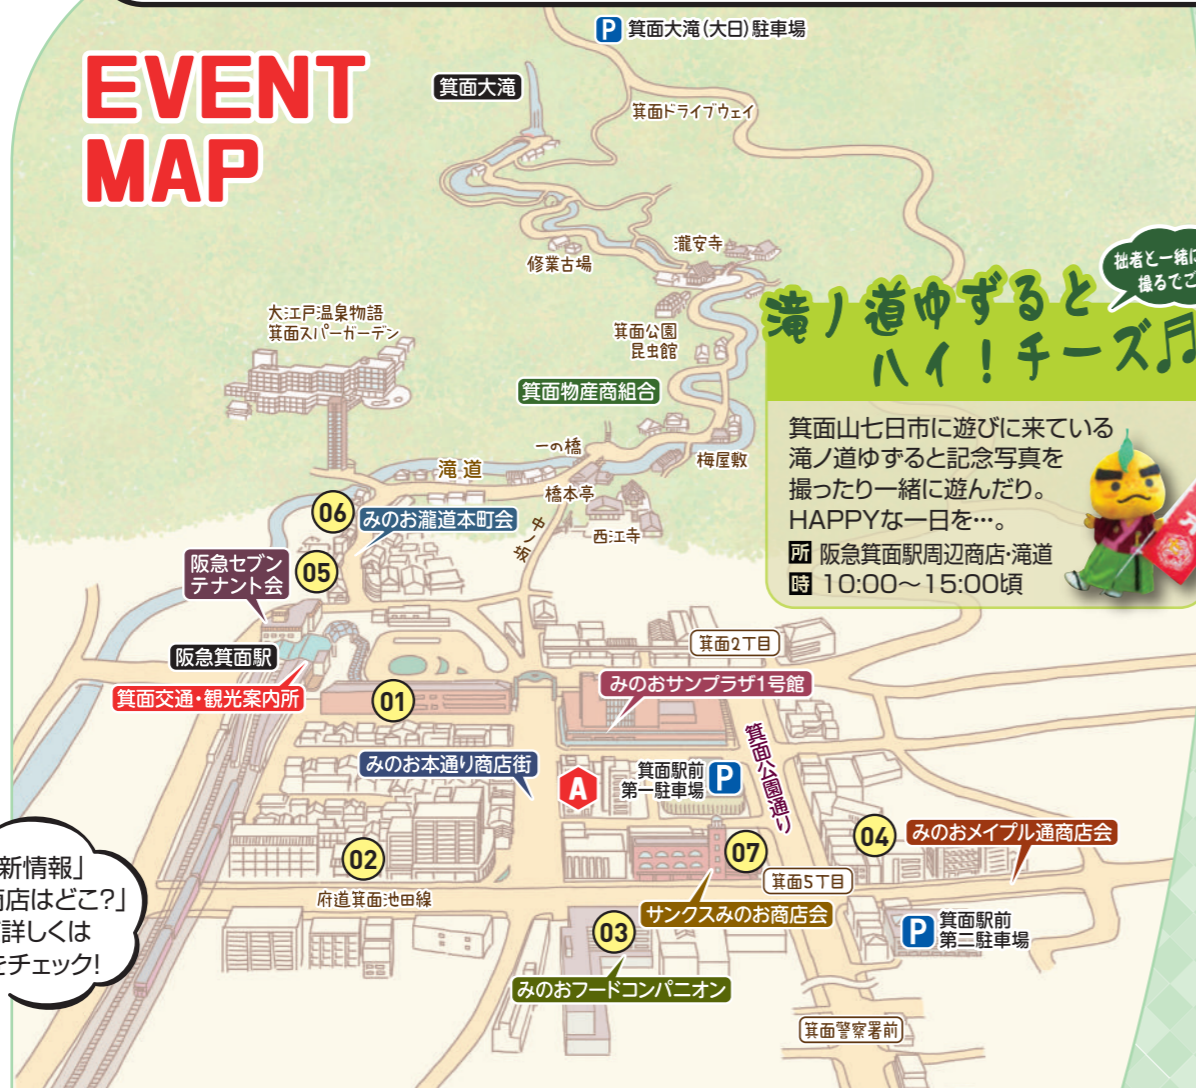 EVENT
MAP
P 箕面大滝(大日)駐車場
箕面大滝
箕面ドライブウェイ
瀧安寺
修業古場
大江戸温泉物語
箕面スパーガーデン
箕面公園
昆虫館
箕面物産商組合
一の橋
梅屋敷
滝道
橋本亭
西江寺
中ノ坂
拙者と一緒に
撮るでご
滝ノ道ゆずると
ハイ!チーズ♬
箕面山七日市に遊びに来ている
滝ノ道ゆずると記念写真を
撮ったり一緒に遊んだり。
HAPPYな一日を…。
所 阪急箕面駅周辺商店・滝道
時 10:00〜15:00頃
06
みのお瀧道本町会
阪急セブン
テナント会
05
阪急箕面駅
箕面交通・観光案内所
箕面2丁目
01
みのおサンプラザ1号館
みのお本通り商店街
A
箕面駅前
第一駐車場
P
箕面公園通り
02
07
04
みのおメイプル通商店会
箕面5丁目
府道箕面池田線
サンクスみのお商店会
03
みのおフードコンパニオン
P
箕面駅前
第二駐車場
箕面警察署前
新情報」
商店はどこ?」
詳しくは
をチェック!